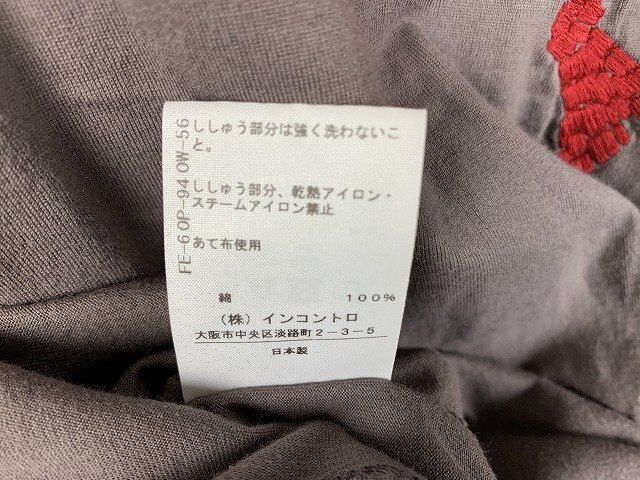 ししゅう部分は強く洗わないこ
と。
ししゅう部分、乾熱アイロン・
スチームアイロン禁止
あて布使用
FE-60P-940W-56
綿 100%
(株)インコントロ
大阪市中央区淡路町2-3-5
日本製